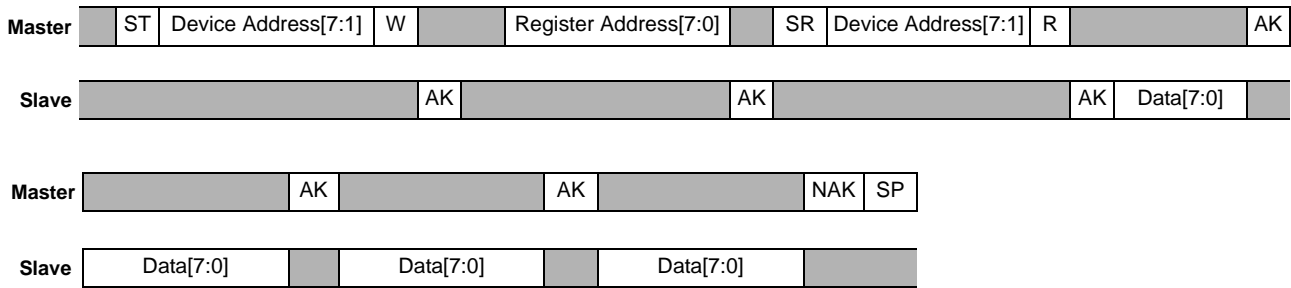 Master ST Device Address[7:1] W Register Address[7:0] SR Device Address[7:1] R AK
Slave AK AK AK Data[7:0]
Master AK AK NAK SP
Slave Data[7:0] Data[7:0] Data[7:0]